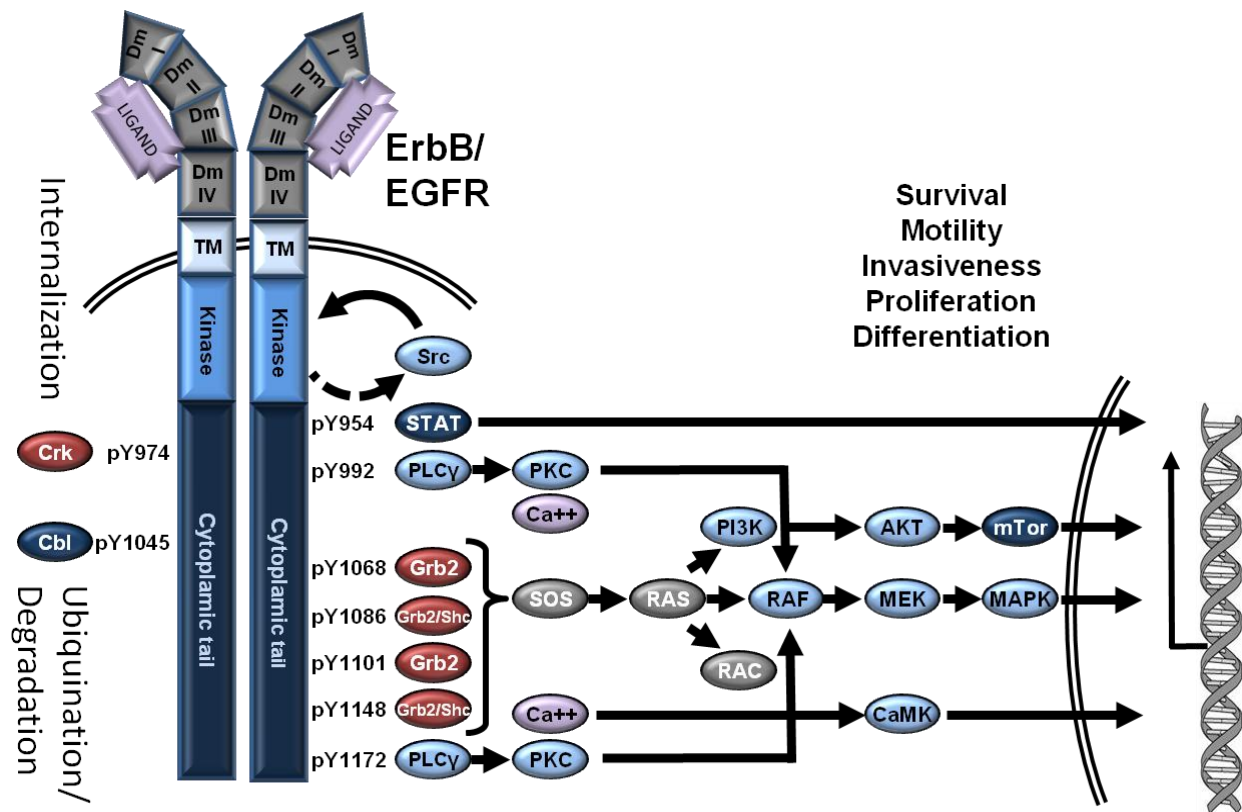 Dm
I
Dm
II
Dm
III
Dm
IV
LIGAND
Dm
I
Dm
II
Dm
III
Dm
IV
LIGAND
ErbB/
EGFR
Internalization
TM
TM
Kinase
Kinase
Src
Survival
Motility
Invasiveness
Proliferation
Differentiation
Crk pY974
Cbl pY1045
Cytoplamic tail
Cytoplamic tail
Ubiquination/
Degradation
pY954 STAT
pY992 PLCγ PKC
Ca++
PI3K AKT mTor
pY1068 Grb2
SOS RAS RAF MEK MAPK
pY1086 Grb2/Shc
pY1101 Grb2
RAC
pY1148 Grb2/Shc Ca++ CaMK
pY1172 PLCγ PKC